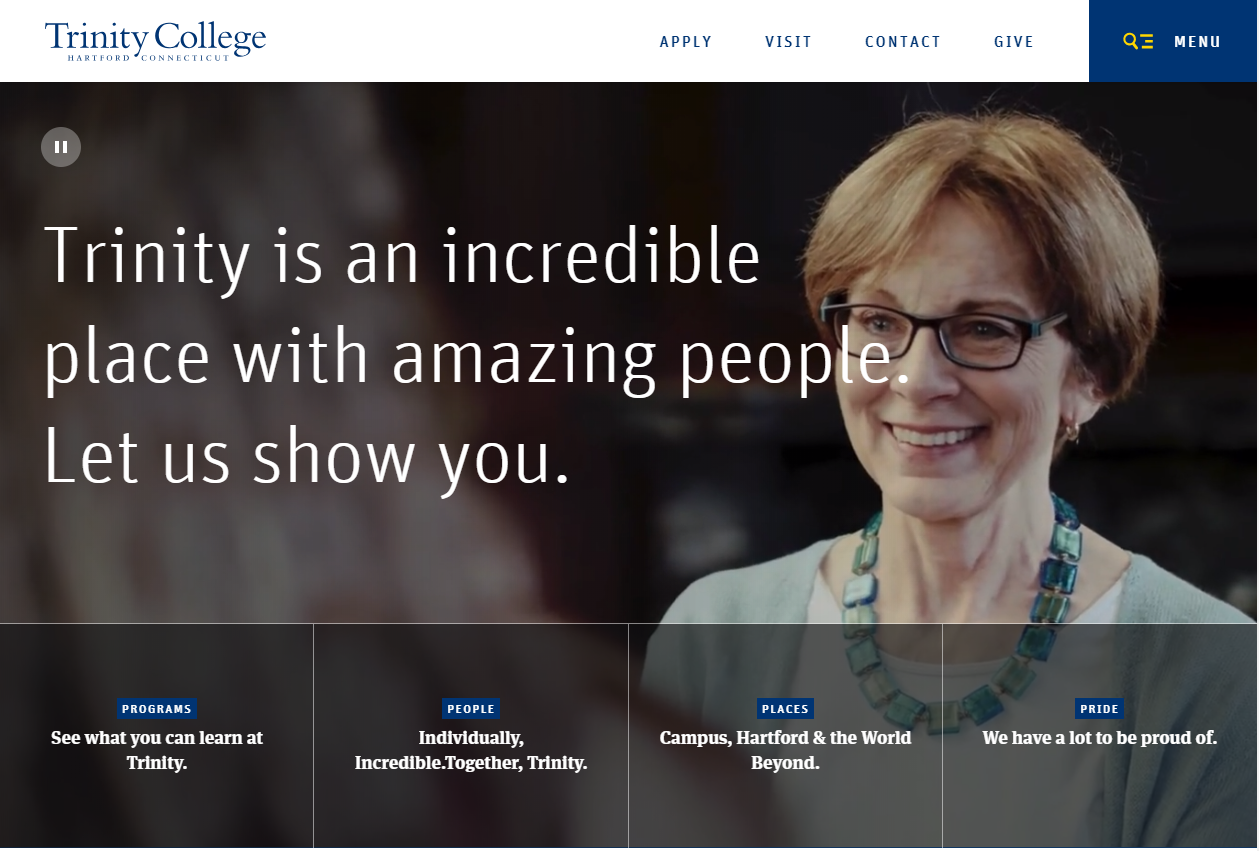 Trinity College
HARTFORD CONNECTICUT
APPLY
VISIT
CONTACT
GIVE
MENU
Trinity is an incredible
place with amazing people.
Let us show you.
PROGRAMS
See what you can learn at
Trinity.
PEOPLE
Individually,
Incredible.Together, Trinity.
PLACES
Campus, Hartford & the World
Beyond.
PRIDE
We have a lot to be proud of.